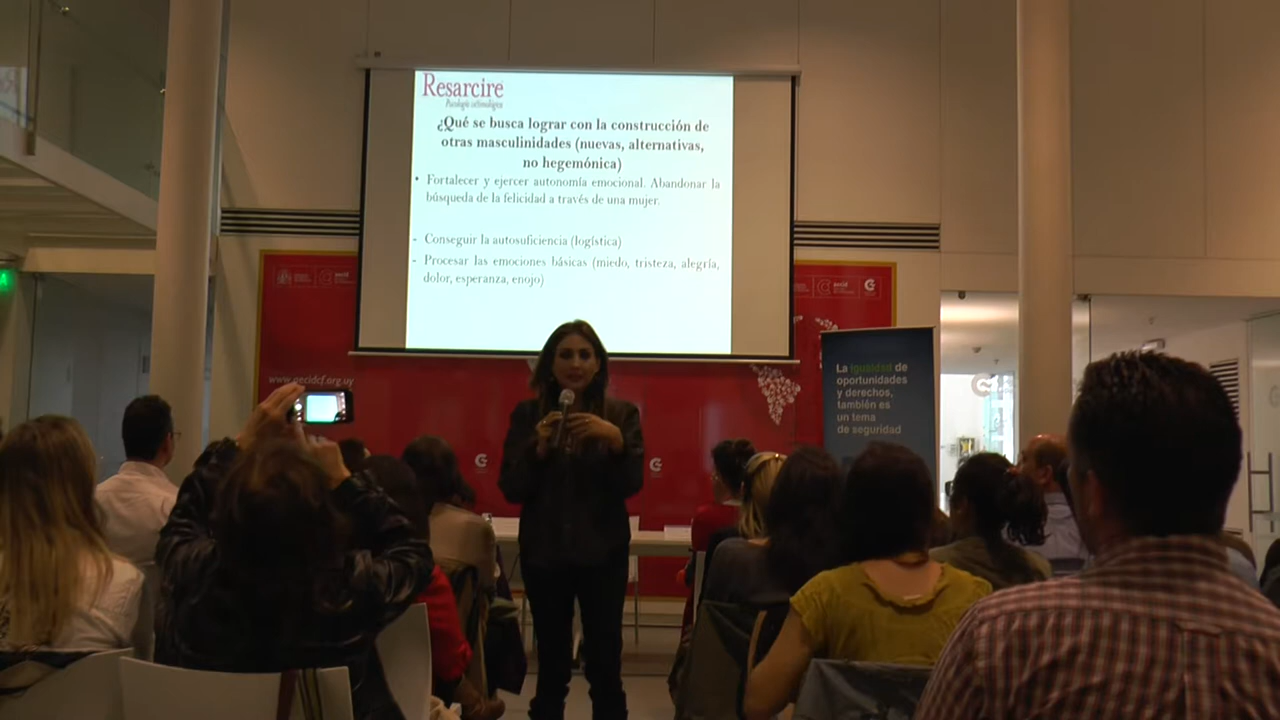 Resarciré
Psicología victimológica
¿Qué se busca lograr con la construcción de
otras masculinidades (nuevas, alternativas,
no hegemónica)
• Fortalecer y ejercer autonomía emocional. Abandonar la
búsqueda de la felicidad a través de una mujer.
- Conseguir la autosuficiencia (logística)
- Procesar las emociones básicas (miedo, tristeza, alegría,
dolor, esperanza, enojo)
www.aecidcf.org.uy
La igualdad de
oportunidades
y derechos,
también es
un tema
de seguridad